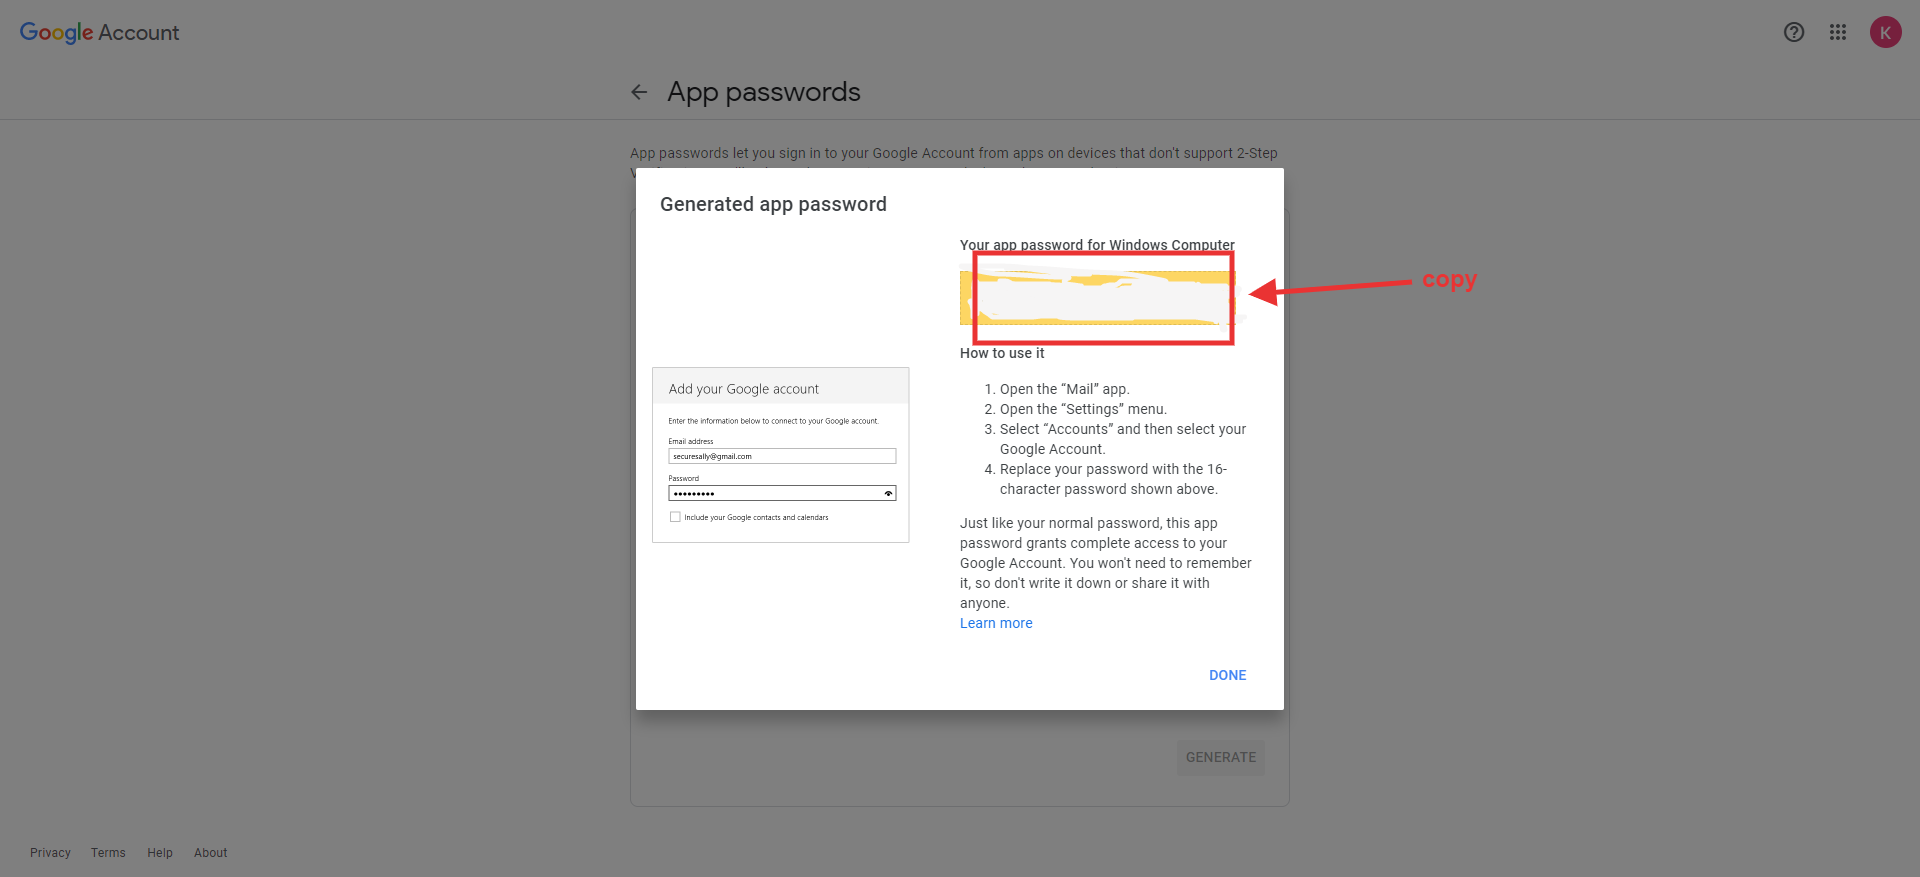 Google Account
K
App passwords
App passwords let you sign in to your Google Account from apps on devices that don't support 2-Step
Generated app password
Your app password for Windows Computer
copy
How to use it
1. Open the “Mail” app.
2. Open the “Settings” menu.
3. Select “Accounts” and then select your
Google Account.
4. Replace your password with the 16-
character password shown above.
Just like your normal password, this app
password grants complete access to your
Google Account. You won't need to remember
it, so don't write it down or share it with
anyone.
Learn more
Add your Google account
Enter the information below to connect to your Google account.
Email address
securesally@gmail.com
Password
•••••••••
Include your Google contacts and calendars
DONE
GENERATE
Privacy Terms Help About